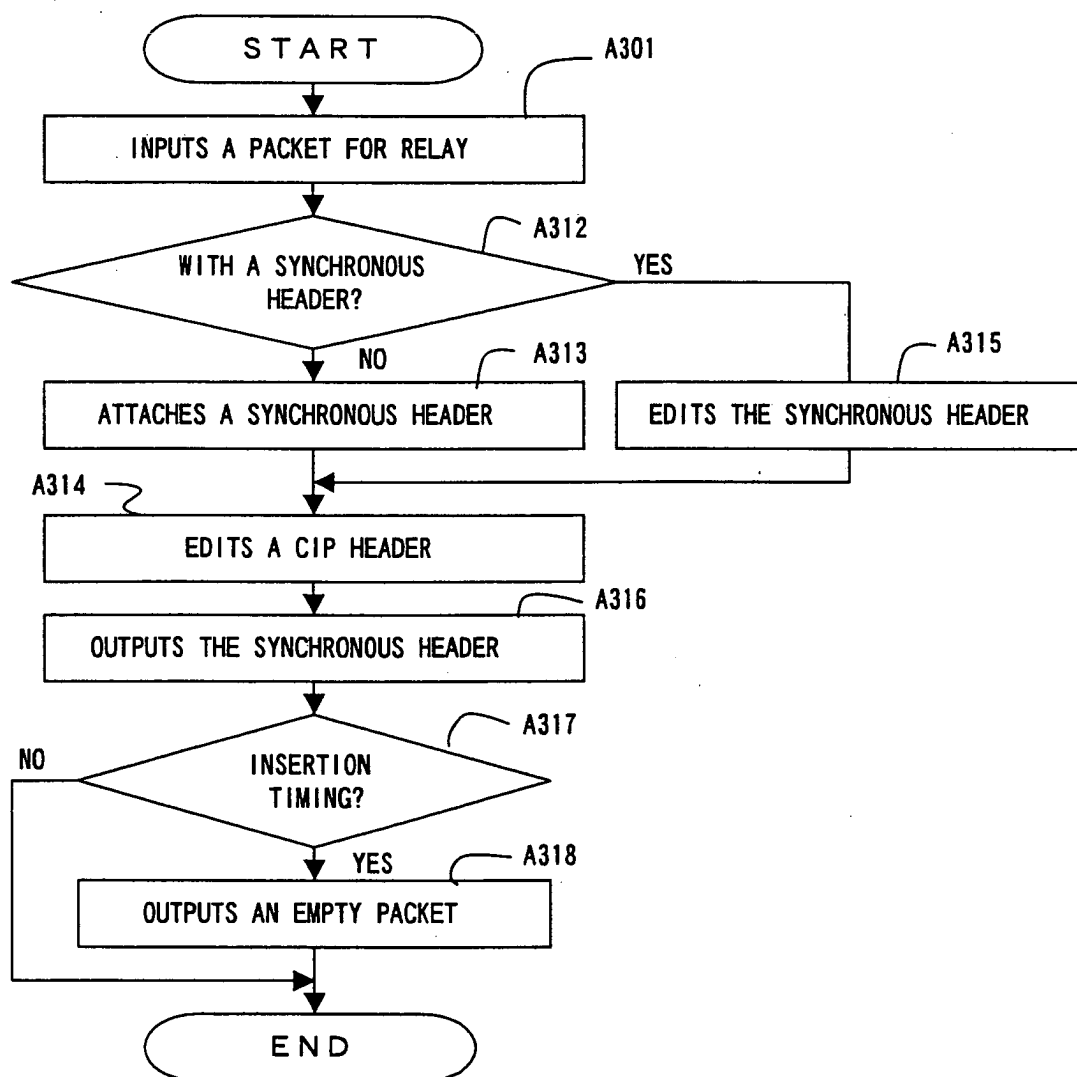 START
A301
INPUTS A PACKET FOR RELAY
A312
WITH A SYNCHRONOUS
HEADER?
YES
NO
A313
A315
ATTACHES A SYNCHRONOUS HEADER
EDITS THE SYNCHRONOUS HEADER
A314
EDITS A CIP HEADER
A316
OUTPUTS THE SYNCHRONOUS HEADER
A317
NO
INSERTION
TIMING?
YES
A318
OUTPUTS AN EMPTY PACKET
END